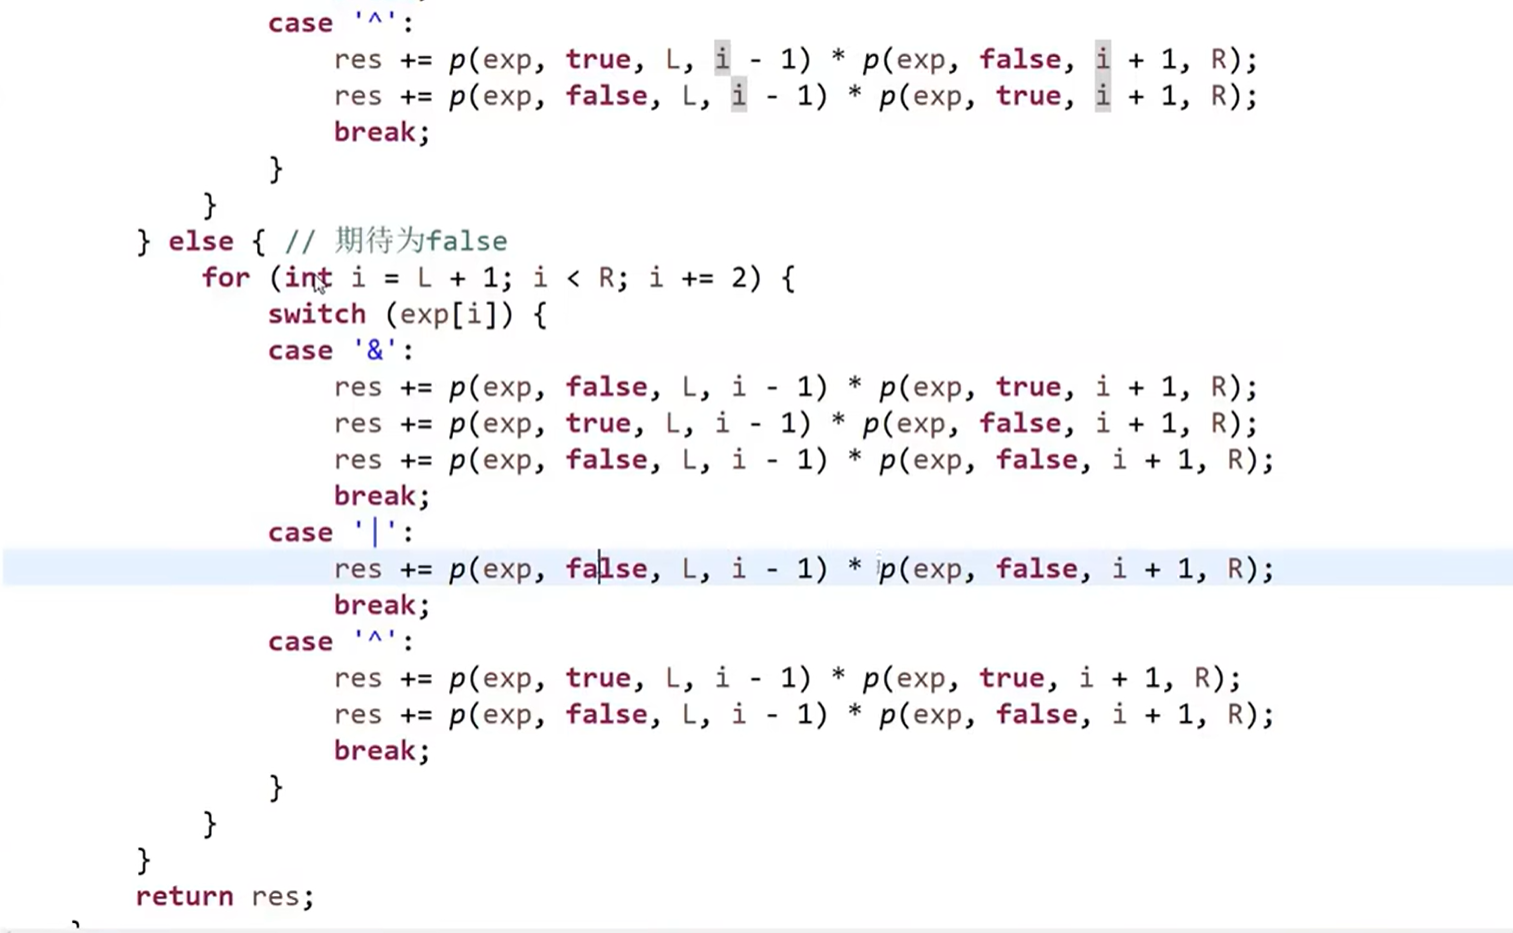 case '^':
res += p(exp, true, L, i - 1) * p(exp, false, i + 1, R);
res += p(exp, false, L, i - 1) * p(exp, true, i + 1, R);
break;
}
}
} else { // 期待为false
for (int i = L + 1; i < R; i += 2) {
switch (exp[i]) {
case '&':
res += p(exp, false, L, i - 1) * p(exp, true, i + 1, R);
res += p(exp, true, L, i - 1) * p(exp, false, i + 1, R);
res += p(exp, false, L, i - 1) * p(exp, false, i + 1, R);
break;
case '|':
res += p(exp, false, L, i - 1) * p(exp, false, i + 1, R);
break;
case '^':
res += p(exp, true, L, i - 1) * p(exp, true, i + 1, R);
res += p(exp, false, L, i - 1) * p(exp, false, i + 1, R);
break;
}
}
}
return res;